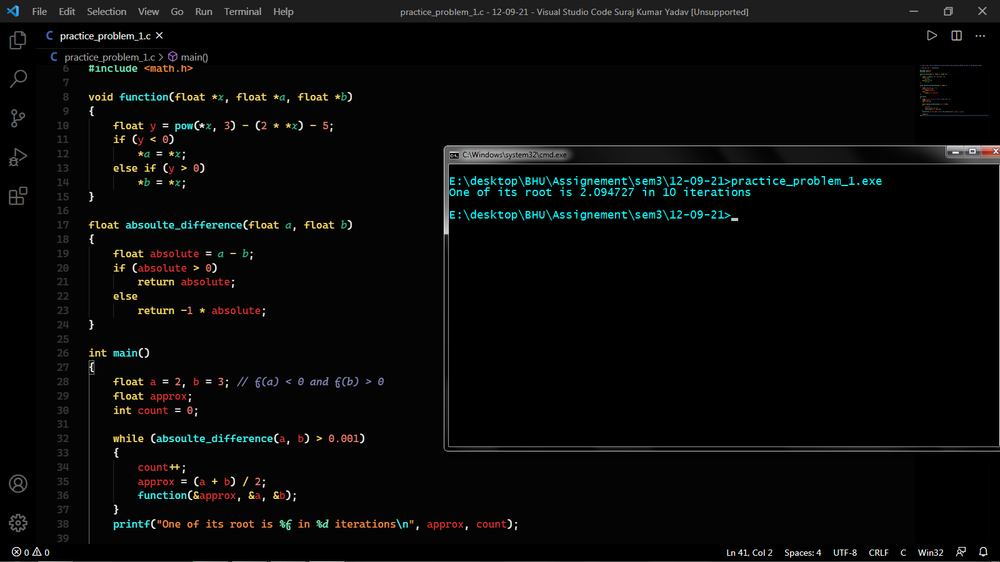 File Edit Selection View Go Run Terminal Help practice_problem_1.c - 12-09-21 - Visual Studio Code Suraj Kumar Yadav [Unsupported]
C practice_problem_1.c
C practice_problem_1.c > main()
6 #include <math.h>
7
8 void function(float *x, float *a, float *b)
9 {
10 float y = pow(*x, 3) - (2 * *x) - 5;
11 if (y < 0)
12 *a = *x;
13 else if (y > 0)
14 *b = *x;
15 }
16
17 float absoulte_difference(float a, float b)
18 {
19 float absolute = a - b;
20 if (absolute > 0)
21 return absolute;
22 else
23 return -1 * absolute;
24 }
25
26 int main()
27 {
28 float a = 2, b = 3; // f(a) < 0 and f(b) > 0
29 float approx;
30 int count = 0;
31
32 while (absoulte_difference(a, b) > 0.001)
33 {
34 count++;
35 approx = (a + b) / 2;
36 function(&approx, &a, &b);
37 }
38 printf("One of its root is %f in %d iterations\n", approx, count);
39
C:\Windows\system32\cmd.exe
E:\desktop\BHU\Assignement\sem3\12-09-21>practice_problem_1.exe
One of its root is 2.094727 in 10 iterations
E:\desktop\BHU\Assignement\sem3\12-09-21>
0 0 Ln 41, Col 2 Spaces: 4 UTF-8 CRLF C Win32